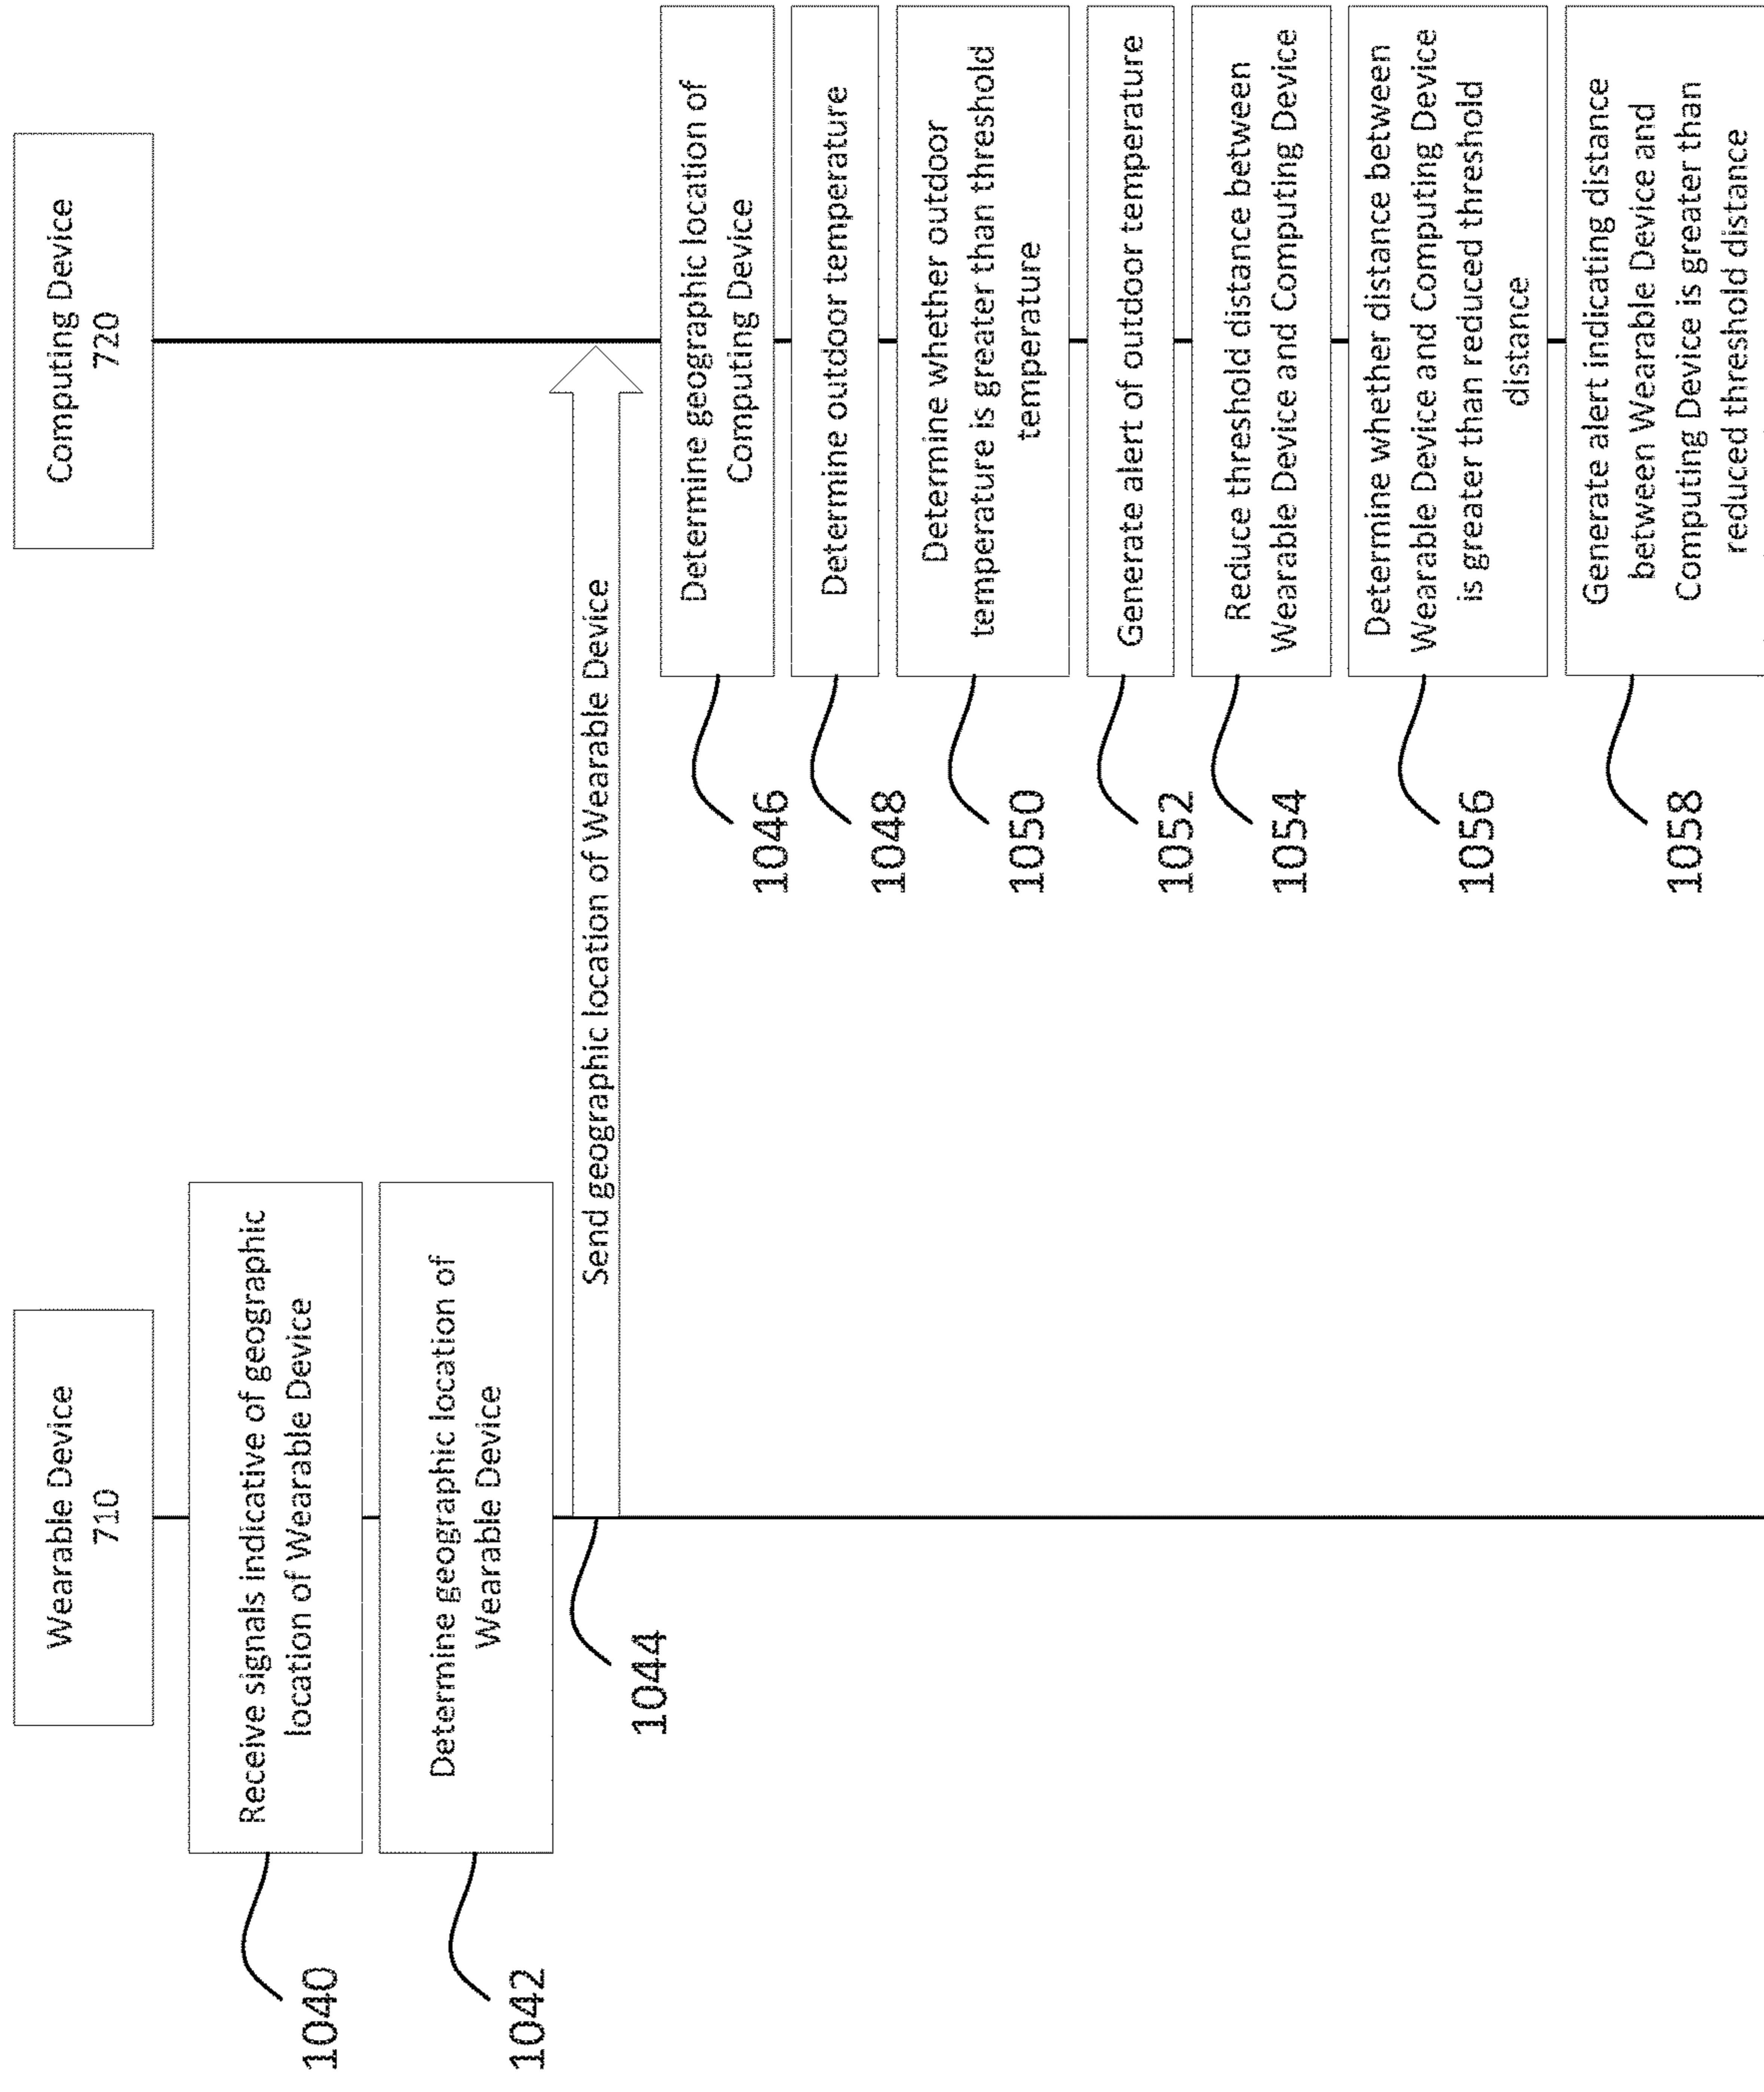 Wearable Device
710
Computing Device
720
1040
Receive signals indicative of geographic
location of Wearable Device
1042
Determine geographic location of
Wearable Device
1044
Send geographic location of Wearable Device
1046
Determine geographic location of
Computing Device
1048
Determine outdoor temperature
1050
Determine whether outdoor
temperature is greater than threshold
temperature
1052
Generate alert of outdoor temperature
1054
Reduce threshold distance between
Wearable Device and Computing Device
1056
Determine whether distance between
Wearable Device and Computing Device
is greater than reduced threshold
distance
1058
Generate alert indicating distance
between Wearable Device and
Computing Device is greater than
reduced threshold distance